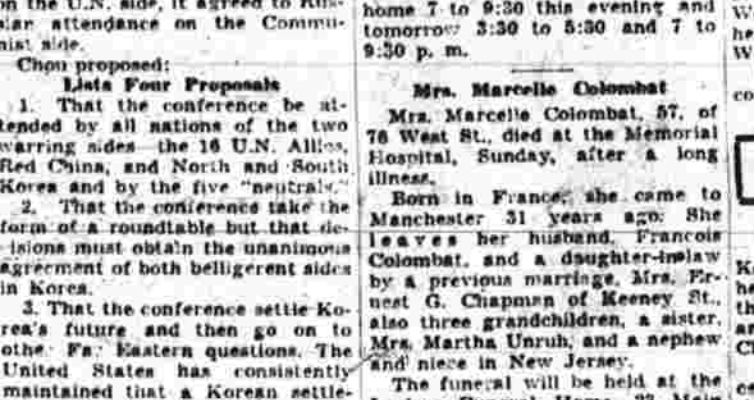 on the U.N. side, it agreed to Rus-
sian attendance on the Commu-
nist side.
Chou proposed:
Lists Four Proposals
1. That the conference be at-
tended by all nations of the two
warring sides—the 16 U.N. Allies,
Red China, and North and South
Korea and by the five "neutrals."
2. That the conference take the
form of a roundtable but that de-
isions must obtain the unanimous
agreement of both belligerent sides
in Korea.
3. That the conference settle Ko-
rea's future and then go on to
othe. Fa. Eastern questions. The
United States has consistently
maintained that a Korean settle-
home 7 to 9:30 this evening and
tomorrow 3:30 to 5:30 and 7 to
9:30 p. m.
Mrs. Marcelle Colombat
Mrs. Marcelle Colombat, 57, of
76 West St., died at the Memorial
Hospital, Sunday, after a long
illness.
Born in France, she came to
Manchester 31 years ago. She
leaves her husband, Francois
Colombat, and a daughter-inslaw
by a previous marriage, Mrs. Er-
nest G. Chapman of Keeney St.,
also three grandchildren, a sister,
Mrs. Martha Unruh, and a nephew
and niece in New Jersey.
The funeral will be held at the
Home, 23 Main